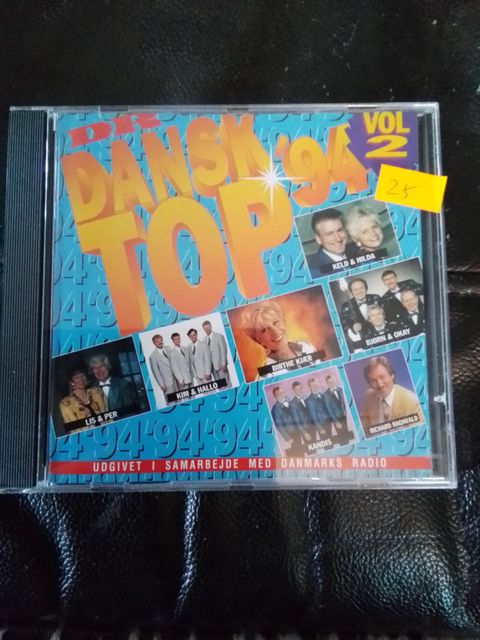 DR
DANSK
TOP '94
VOL
2
25
KELD & HILDA
BJØRN & OKAY
BIRTHE KJÆR
KIM & HALLO
LIS & PER
KANDIS
RICHARD RAGNVALD
UDGIVET I SAMARBEJDE MED DANMARKS RADIO